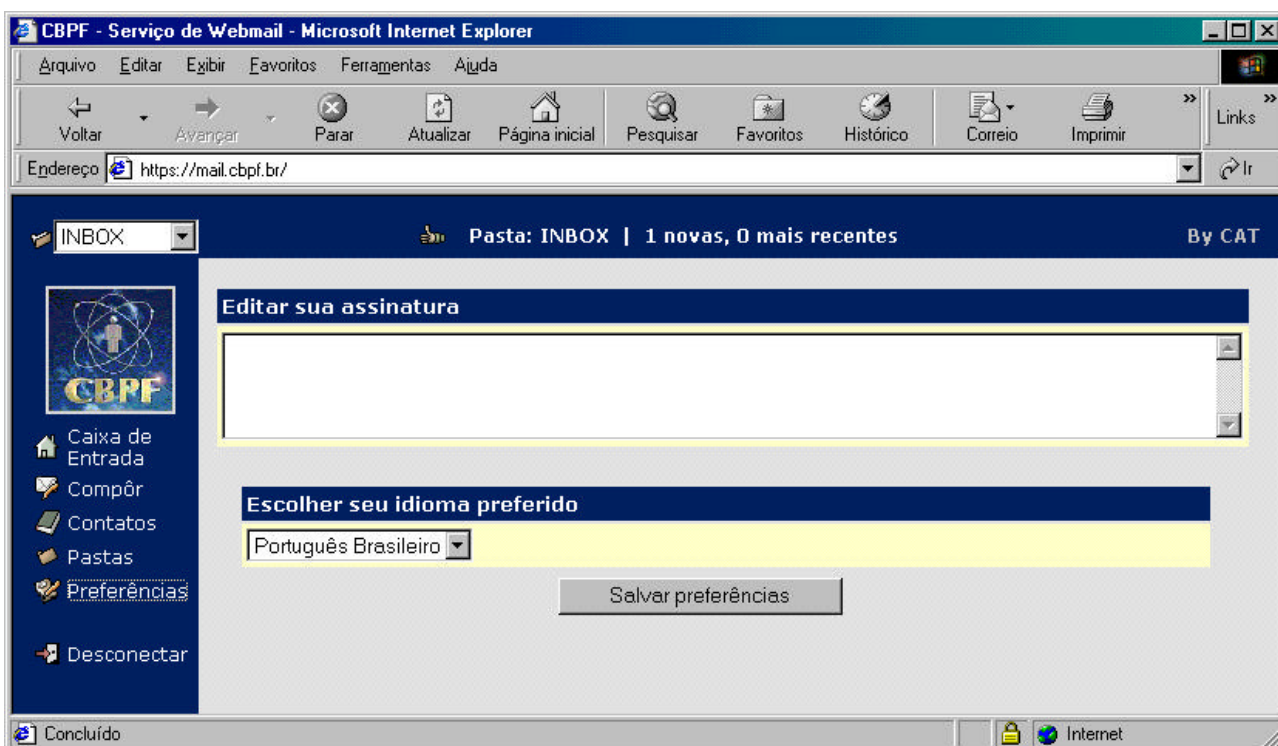 CBPF - Serviço de Webmail - Microsoft Internet Explorer
Arquivo Editar Exibir Favoritos Ferramentas Ajuda
Voltar Avançar Parar Atualizar Página inicial Pesquisar Favoritos Histórico Correio Imprimir » Links »
Endereço https://mail.cbpf.br/ Ir
INBOX Pasta: INBOX | 1 novas, 0 mais recentes By CAT
Editar sua assinatura
CBPF
Caixa de
Entrada
Compôr
Contatos
Pastas
Preferências
Desconectar
Escolher seu idioma preferido
Português Brasileiro
Salvar preferências
Concluído Internet